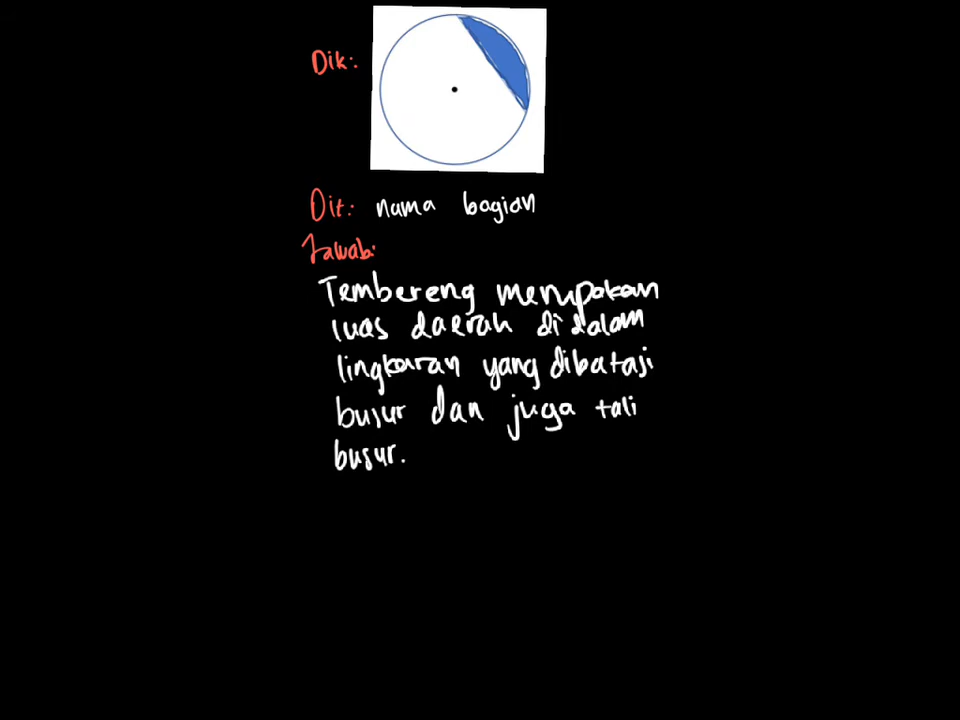 Dik:
Dit: nama bagian
Jawab:
Tembereng merupakan
luas daerah di dalam
lingkaran yang dibatasi
busur dan juga tali
busur.